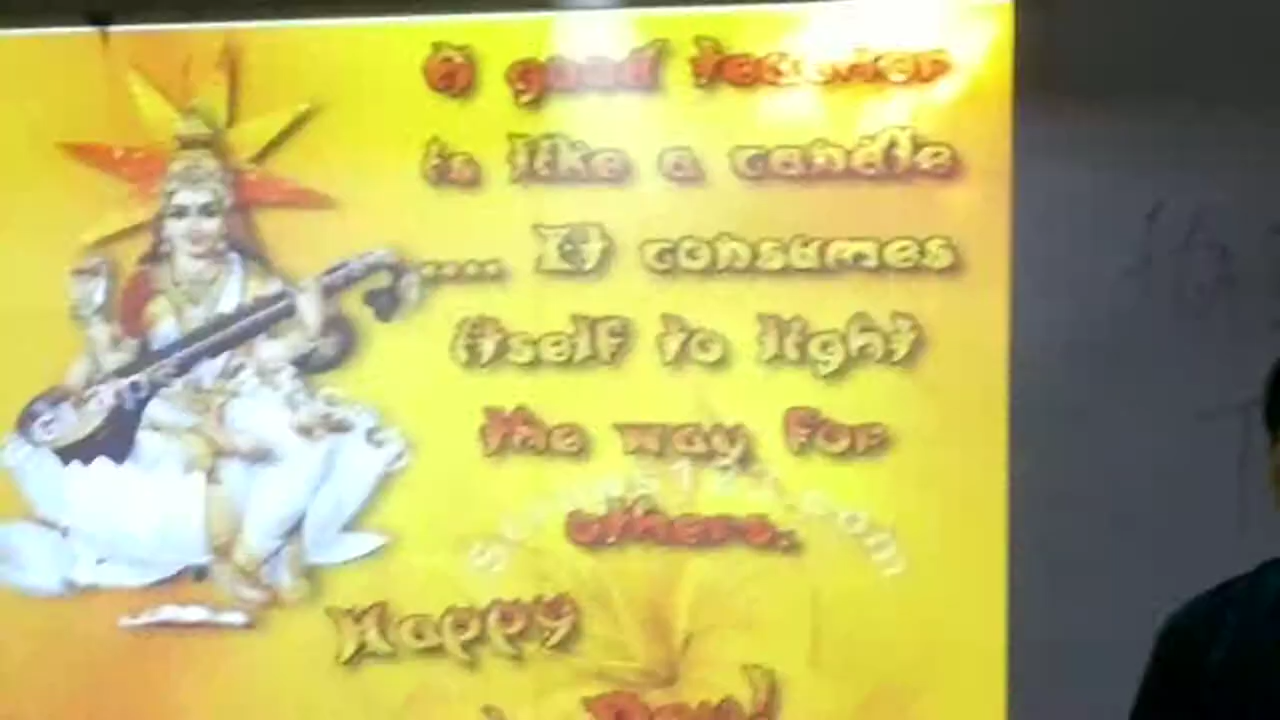 A good teacher
is like a candle
.... It consumes
itself to light
the way for
others.
Happy